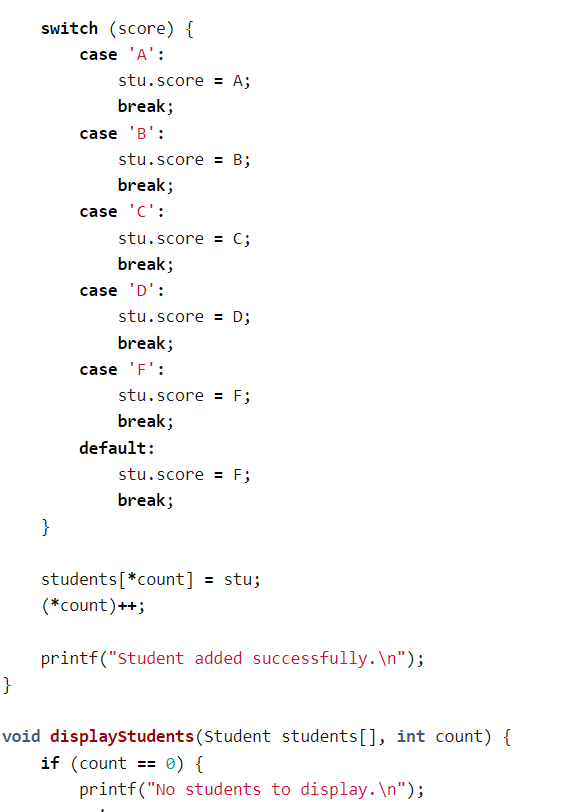 switch (score) {
case 'A':
stu.score = A;
break;
case 'B':
stu.score = B;
break;
case 'C':
stu.score = C;
break;
case 'D':
stu.score = D;
break;
case 'F':
stu.score = F;
break;
default:
stu.score = F;
break;
}
students[*count] = stu;
(*count)++;
printf("Student added successfully.\n");
}
void displayStudents(Student students[], int count) {
if (count == 0) {
printf("No students to display.\n");